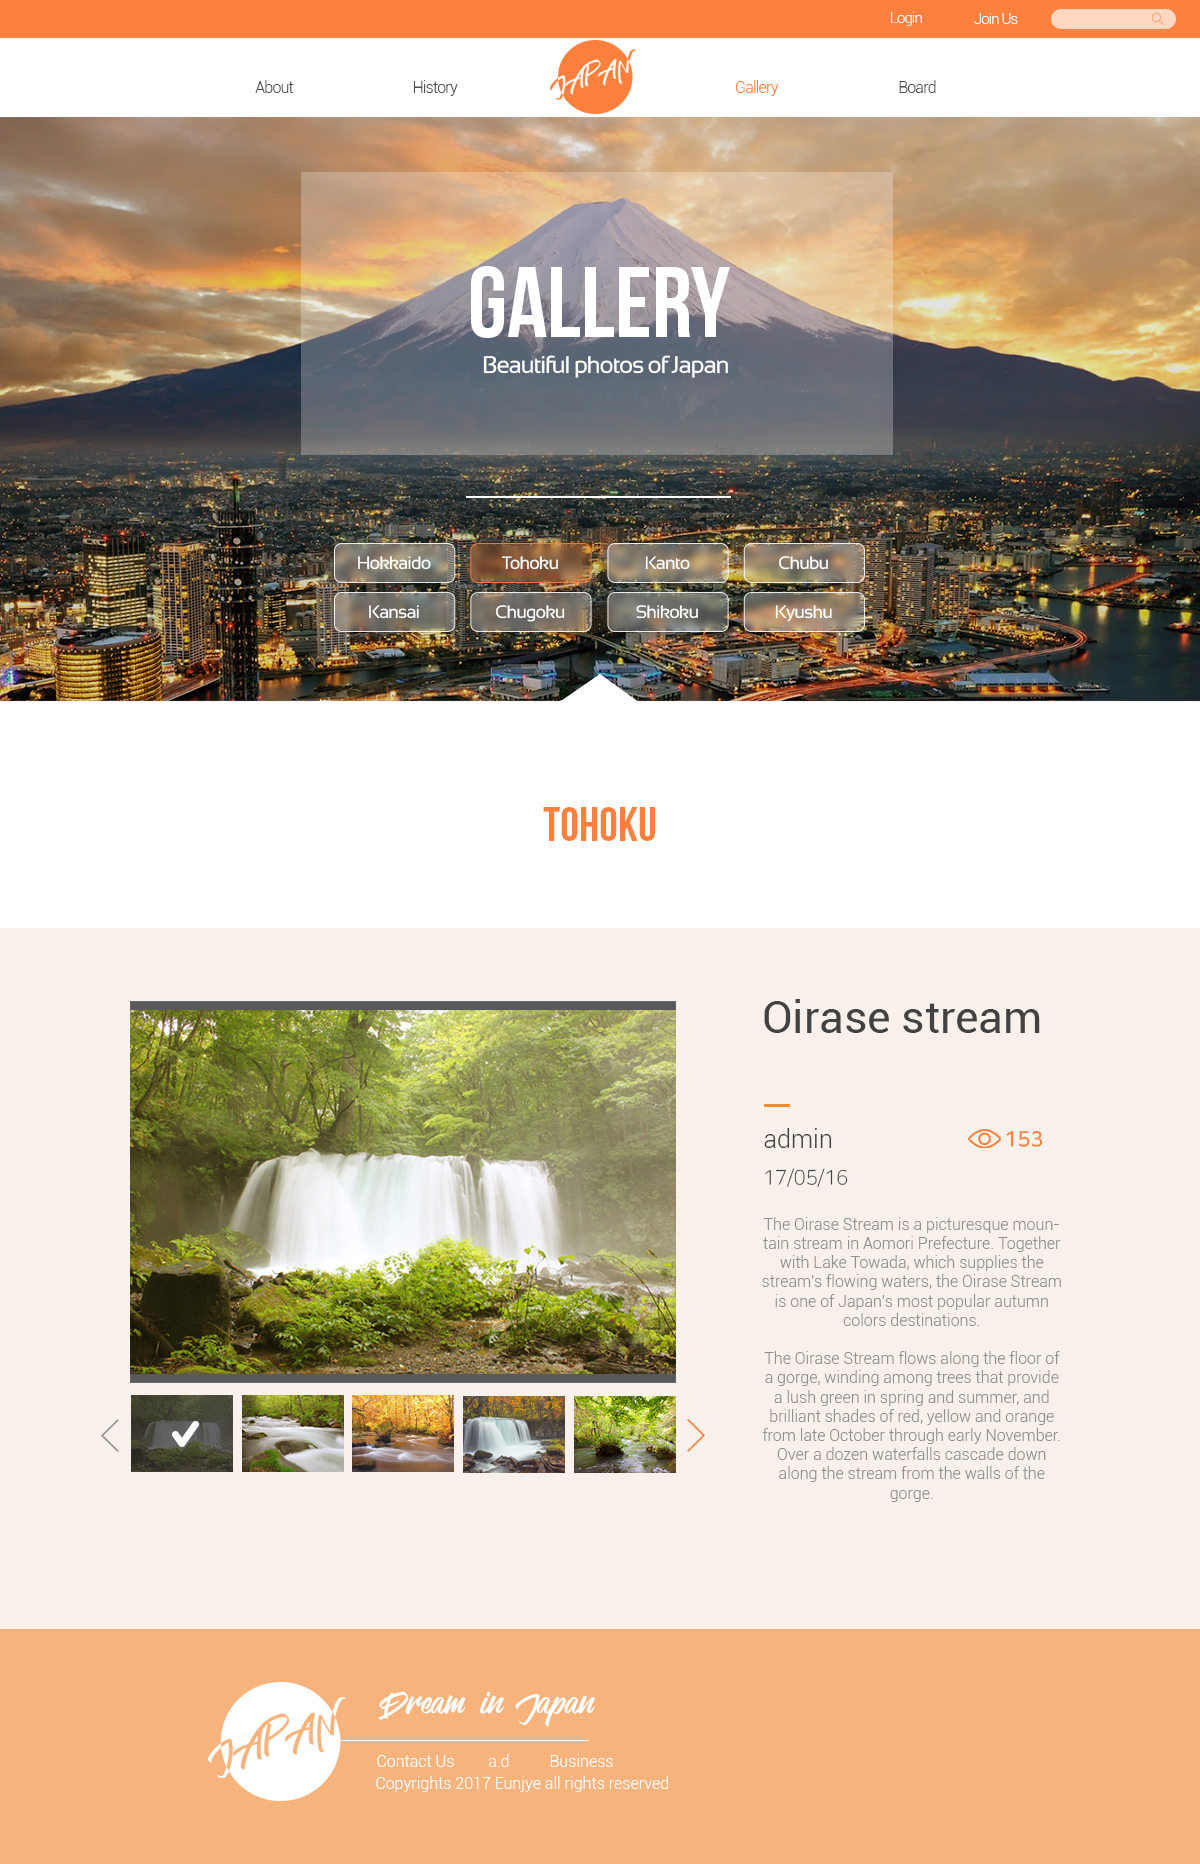 Login Join Us
About History JAPAN Gallery Board
GALLERY
Beautiful photos of Japan
Hokkaido Tohoku Kanto Chubu
Kansai Chugoku Shikoku Kyushu
TOHOKU
Oirase stream
admin 153
17/05/16
The Oirase Stream is a picturesque moun-
tain stream in Aomori Prefecture. Together
with Lake Towada, which supplies the
stream's flowing waters, the Oirase Stream
is one of Japan's most popular autumn
colors destinations.
The Oirase Stream flows along the floor of
a gorge, winding among trees that provide
a lush green in spring and summer, and
brilliant shades of red, yellow and orange
from late October through early November.
Over a dozen waterfalls cascade down
along the stream from the walls of the
gorge.
JAPAN
Dream in Japan
Contact Us a.d Business
Copyrights 2017 Eunjye all rights reserved